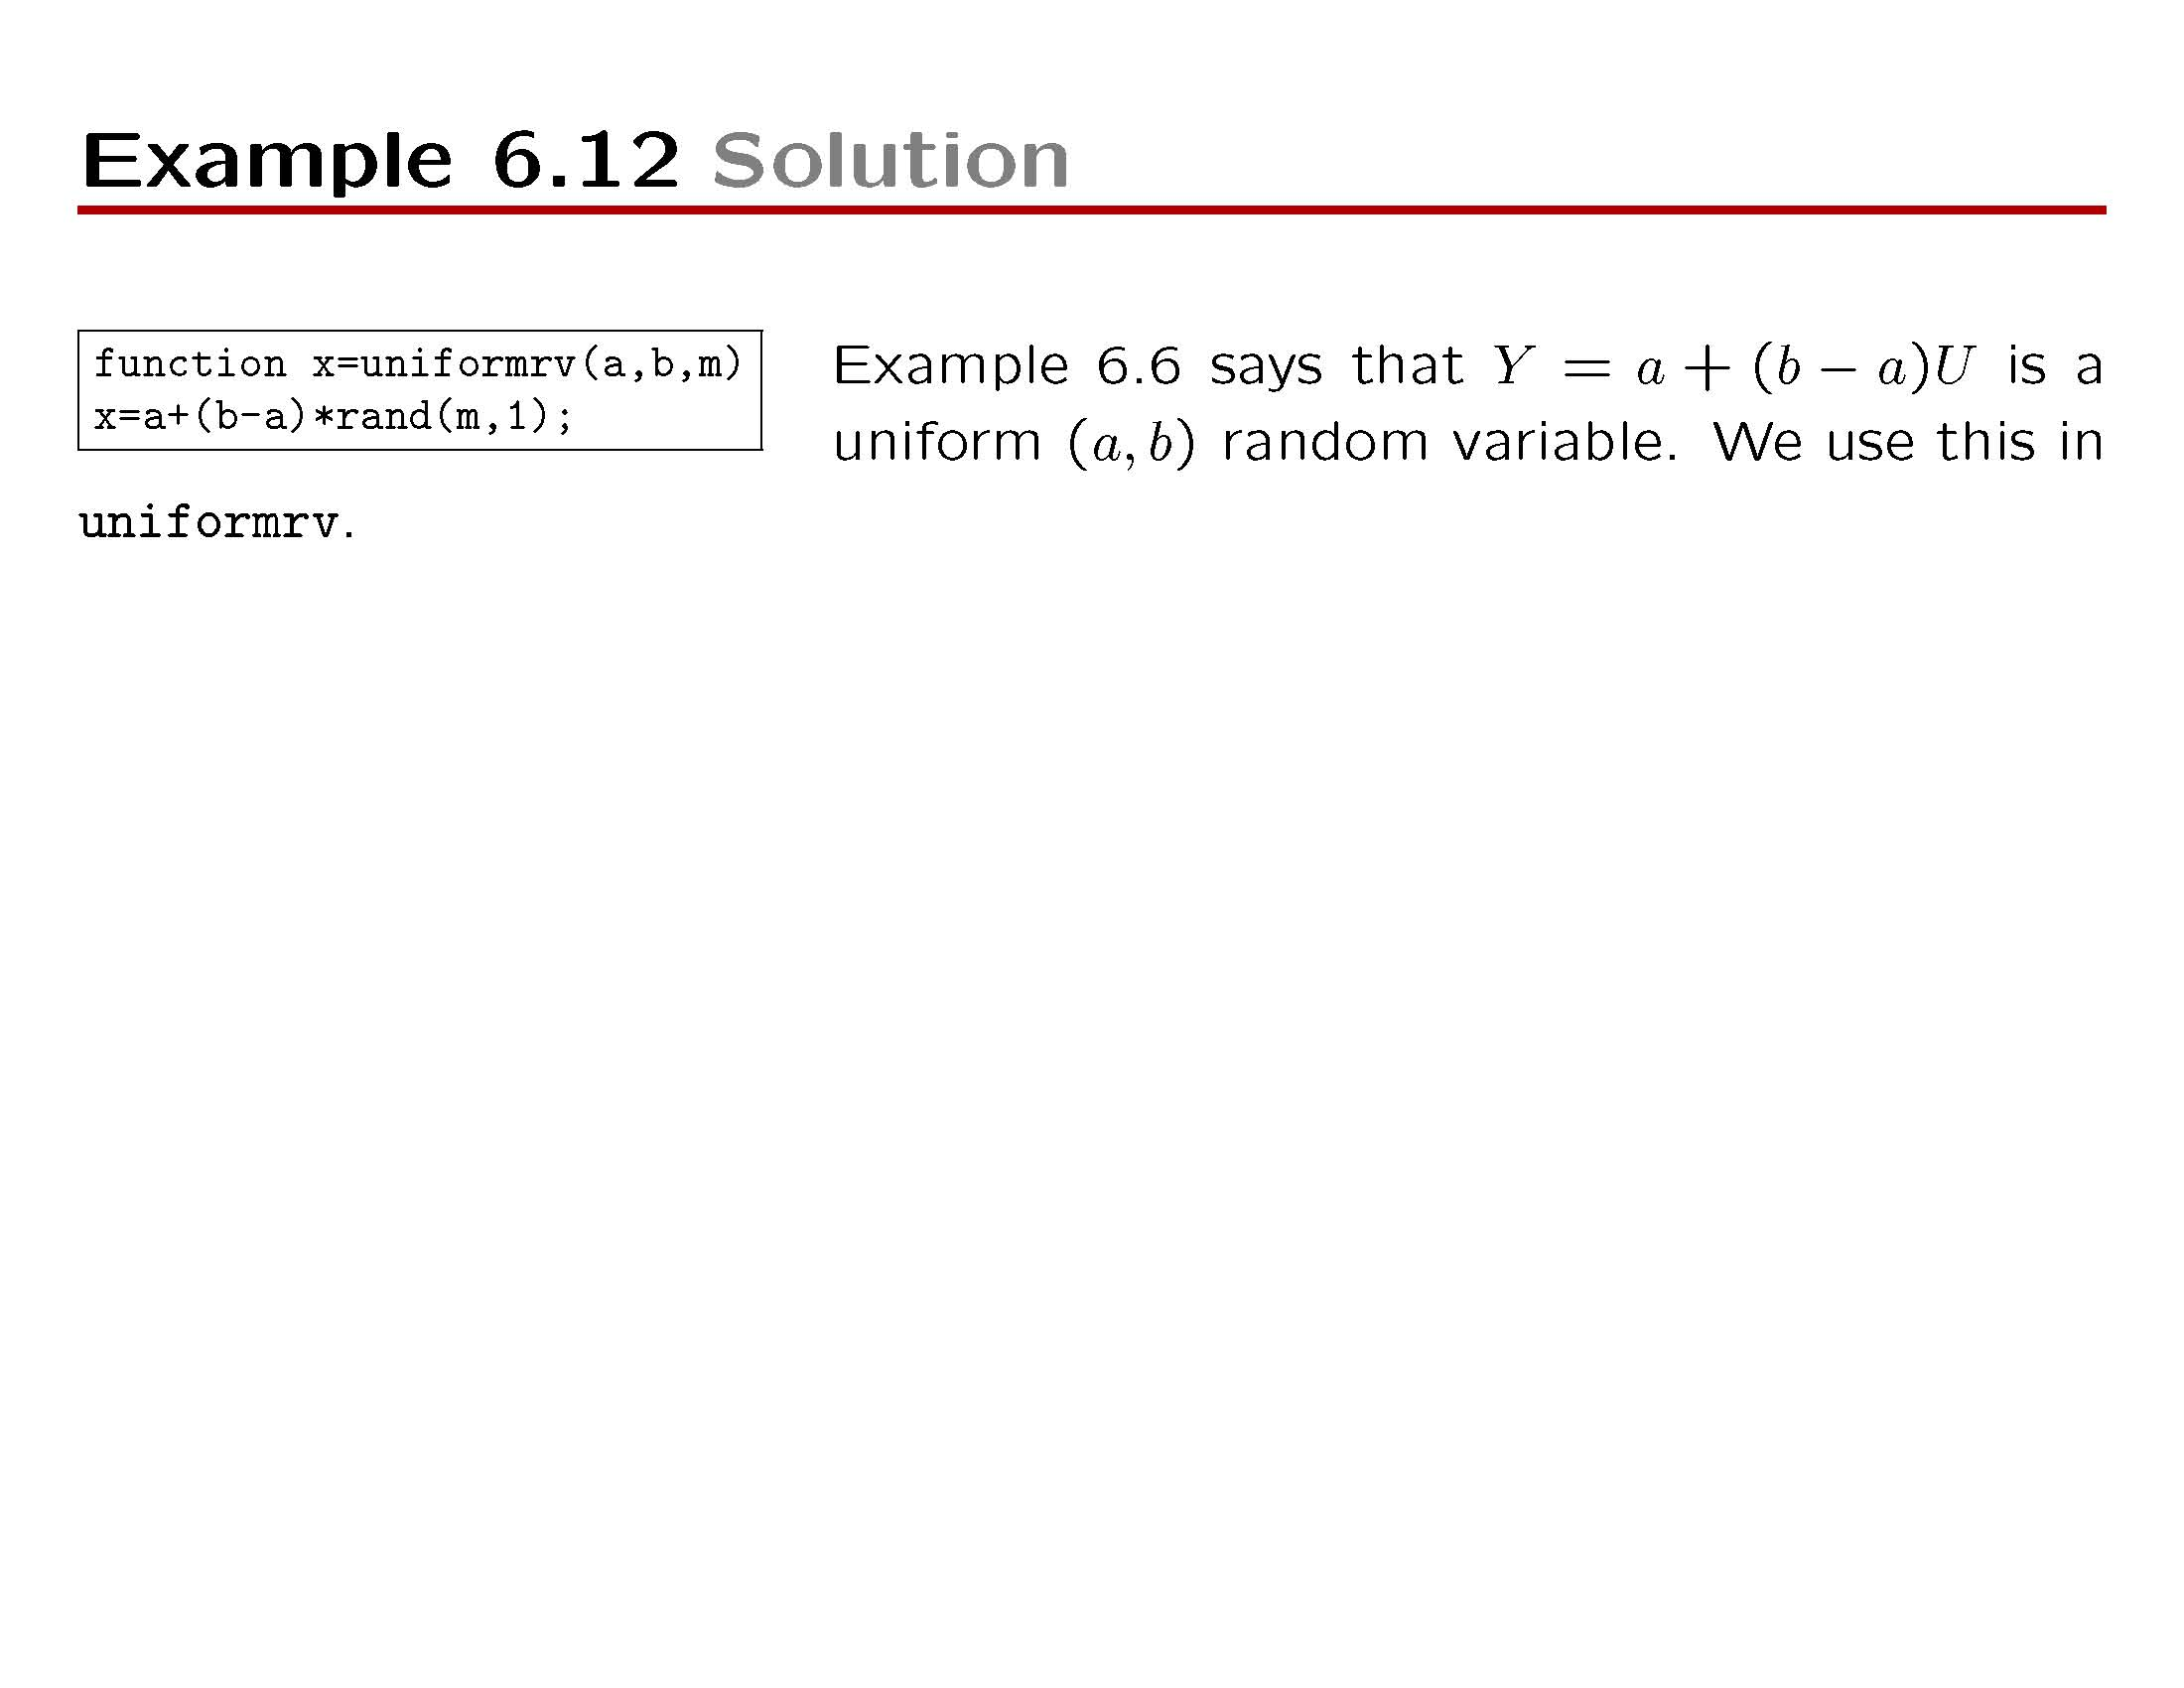 Example 6.12 Solution
function x=uniformrv(a,b,m)
x=a+(b-a)*rand(m,1);
Example 6.6 says that Y = a + (b − a)U is a
uniform (a, b) random variable. We use this in
uniformrv.